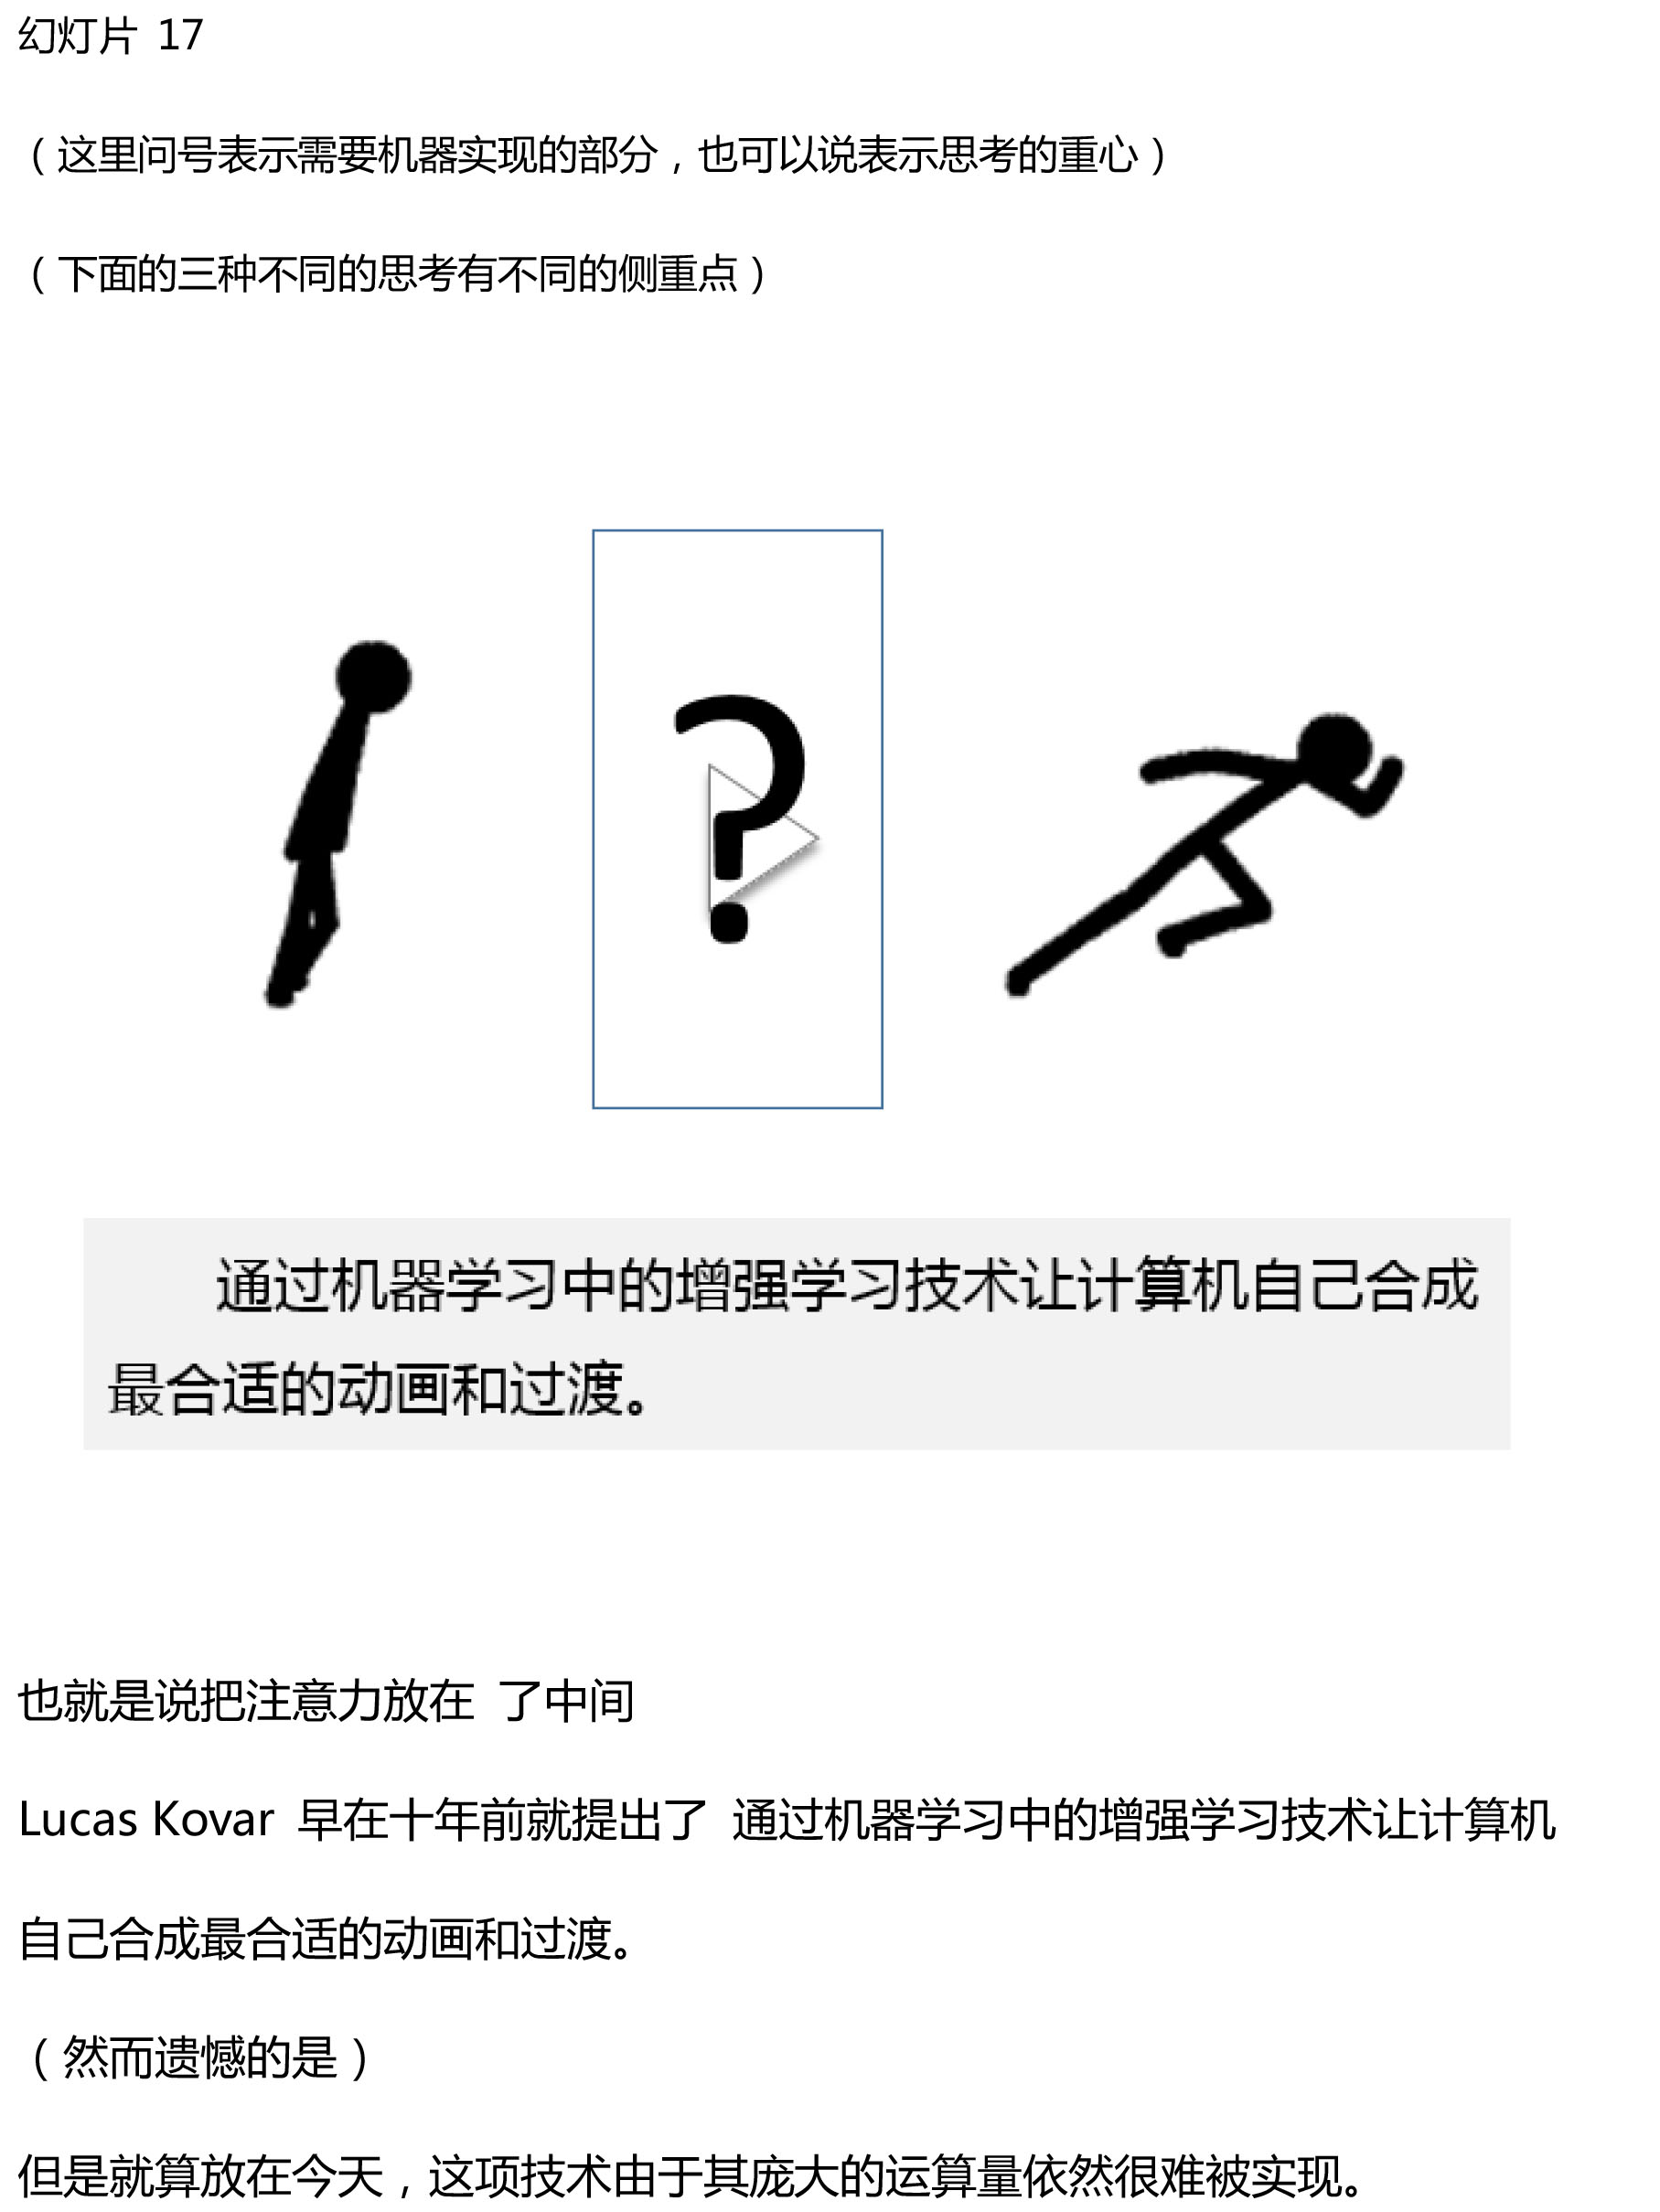 幻灯片 17
（这里问号表示需要机器实现的部分，也可以说表示思考的重心）
（下面的三种不同的思考有不同的侧重点）
?
通过机器学习中的增强学习技术让计算机自己合成
最合适的动画和过渡。
也就是说把注意力放在 了中间
Lucas Kovar 早在十年前就提出了 通过机器学习中的增强学习技术让计算机
自己合成最合适的动画和过渡。
（然而遗憾的是）
但是就算放在今天，这项技术由于其庞大的运算量依然很难被实现。